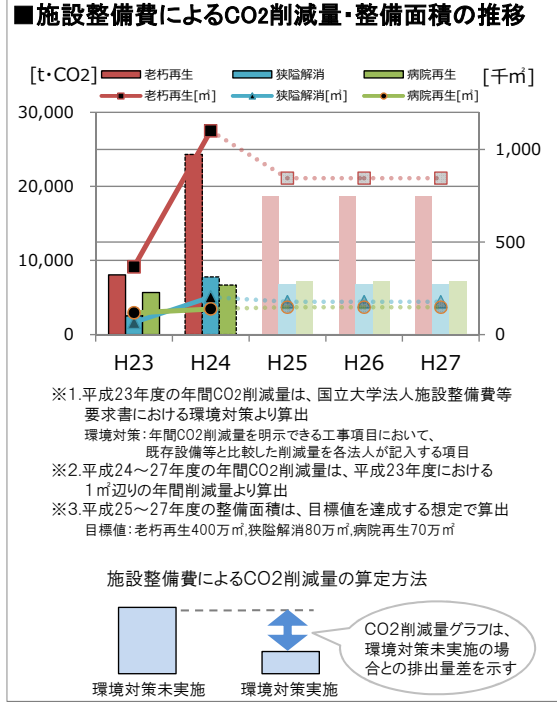 ■施設整備費によるCO2削減量・整備面積の推移
[t・CO2] 老朽再生 狭隘解消 病院再生 [千㎡]
老朽再生[㎡] 狭隘解消[㎡] 病院再生[㎡]
30,000
20,000
10,000
0
1,000
500
0
H23 H24 H25 H26 H27
※1.平成23年度の年間CO2削減量は、国立大学法人施設整備費等
要求書における環境対策より算出
環境対策：年間CO2削減量を明示できる工事項目において、
既存設備等と比較した削減量を各法人が記入する項目
※2.平成24～27年度の年間CO2削減量は、平成23年度における
1㎡辺りの年間削減量より算出
※3.平成25～27年度の整備面積は、目標値を達成する想定で算出
目標値：老朽再生400万㎡,狭隘解消80万㎡,病院再生70万㎡
施設整備費によるCO2削減量の算定方法
CO2削減量グラフは、
環境対策未実施の場
合との排出量差を示す
環境対策未実施 環境対策実施